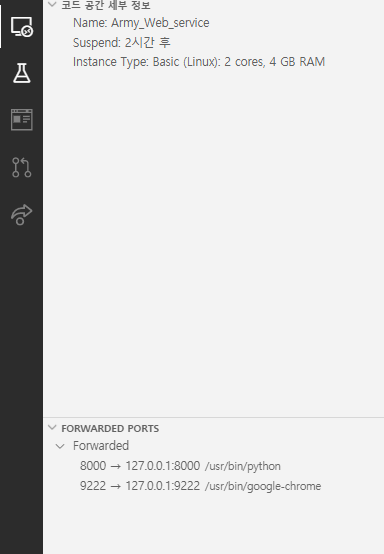 코드 공간 세부 정보
Name: Army_Web_service
Suspend: 2시간 후
Instance Type: Basic (Linux): 2 cores, 4 GB RAM
FORWARDED PORTS
Forwarded
8000 → 127.0.0.1:8000 /usr/bin/python
9222 → 127.0.0.1:9222 /usr/bin/google-chrome